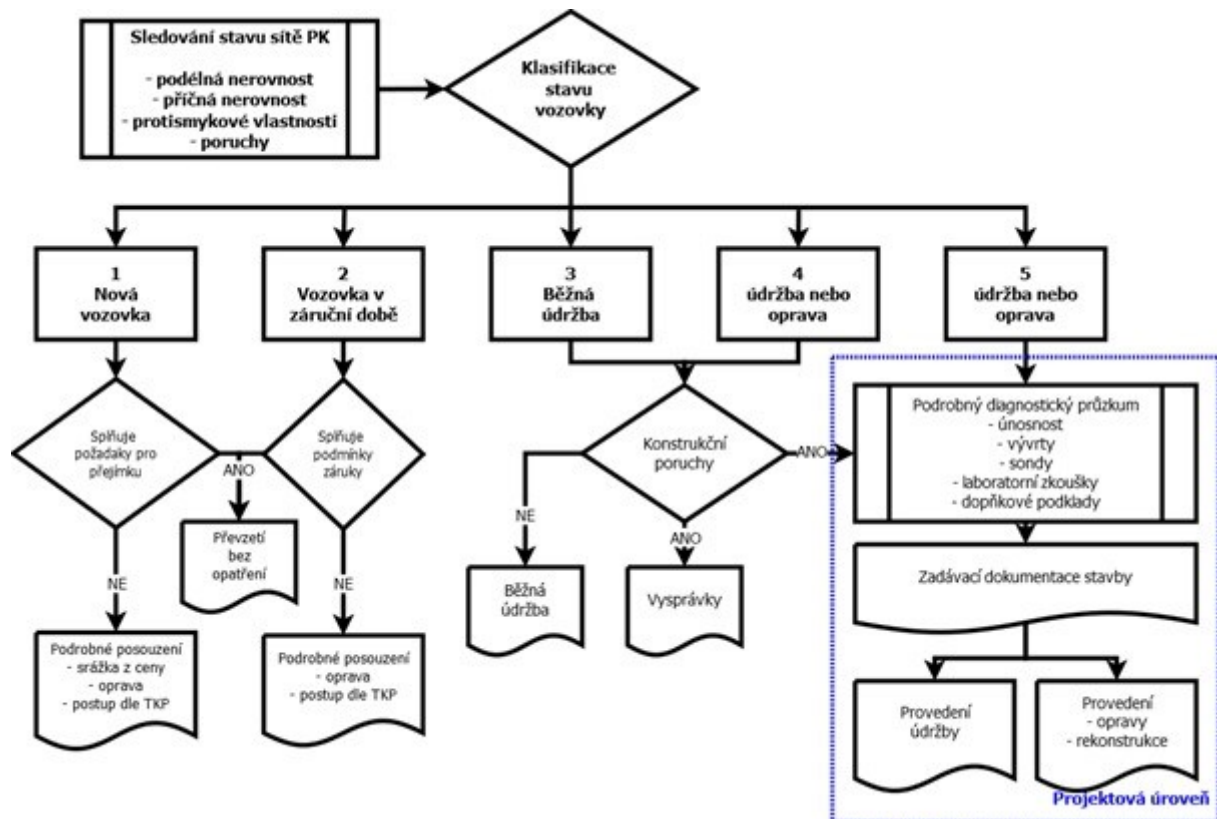 Sledování stavu sítě PK
- podélná nerovnost
- příčná nerovnost
- protismykové vlastnosti
- poruchy
Klasifikace
stavu
vozovky
1
Nová
vozovka
2
Vozovka v
záruční době
3
Běžná
údržba
4
údržba nebo
oprava
5
údržba nebo
oprava
Splňuje
požadaky pro
přejímku
ANO
Splňuje
podmínky
záruky
Konstrukční
poruchy
ANO
Podrobný diagnostický průzkum
- únosnost
- vývrty
- sondy
- laboratorní zkoušky
- dopňkové podklady
Převzetí
bez
opatření
NE
NE
NE
ANO
Běžná
údržba
Vysprávky
Zadávací dokumentace stavby
Podrobné posouzení
- srážka z ceny
- oprava
- postup dle TKP
Podrobné posouzení
- oprava
- postup dle TKP
Provedení
údržby
Provedení
- opravy
- rekonstrukce
Projektová úroveň